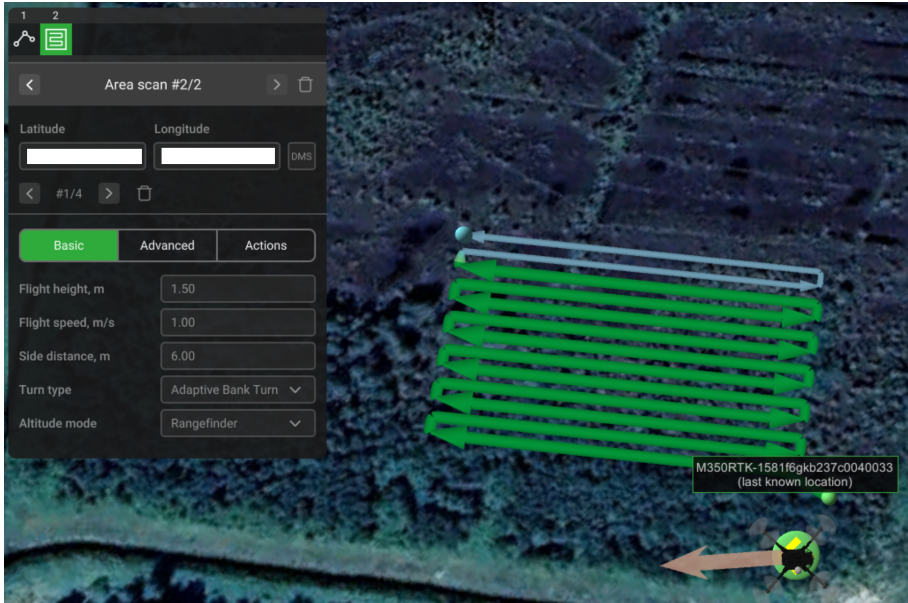 1 2
Area scan #2/2
Latitude Longitude
DMS
#1/4
Basic Advanced Actions
Flight height, m 1.50
Flight speed, m/s 1.00
Side distance, m 6.00
Turn type Adaptive Bank Turn
Altitude mode Rangefinder
M350RTK-1581f6gkb237c0040033
(last known location)